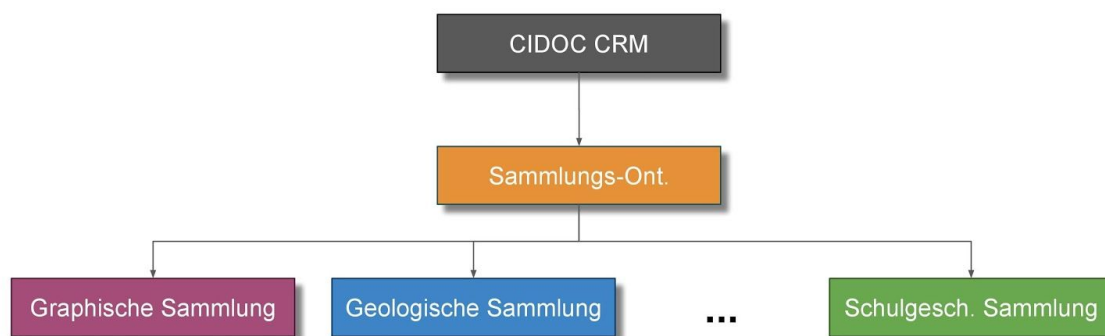 CIDOC CRM
Sammlungs-Ont.
Graphische Sammlung
Geologische Sammlung
...
Schulgesch. Sammlung